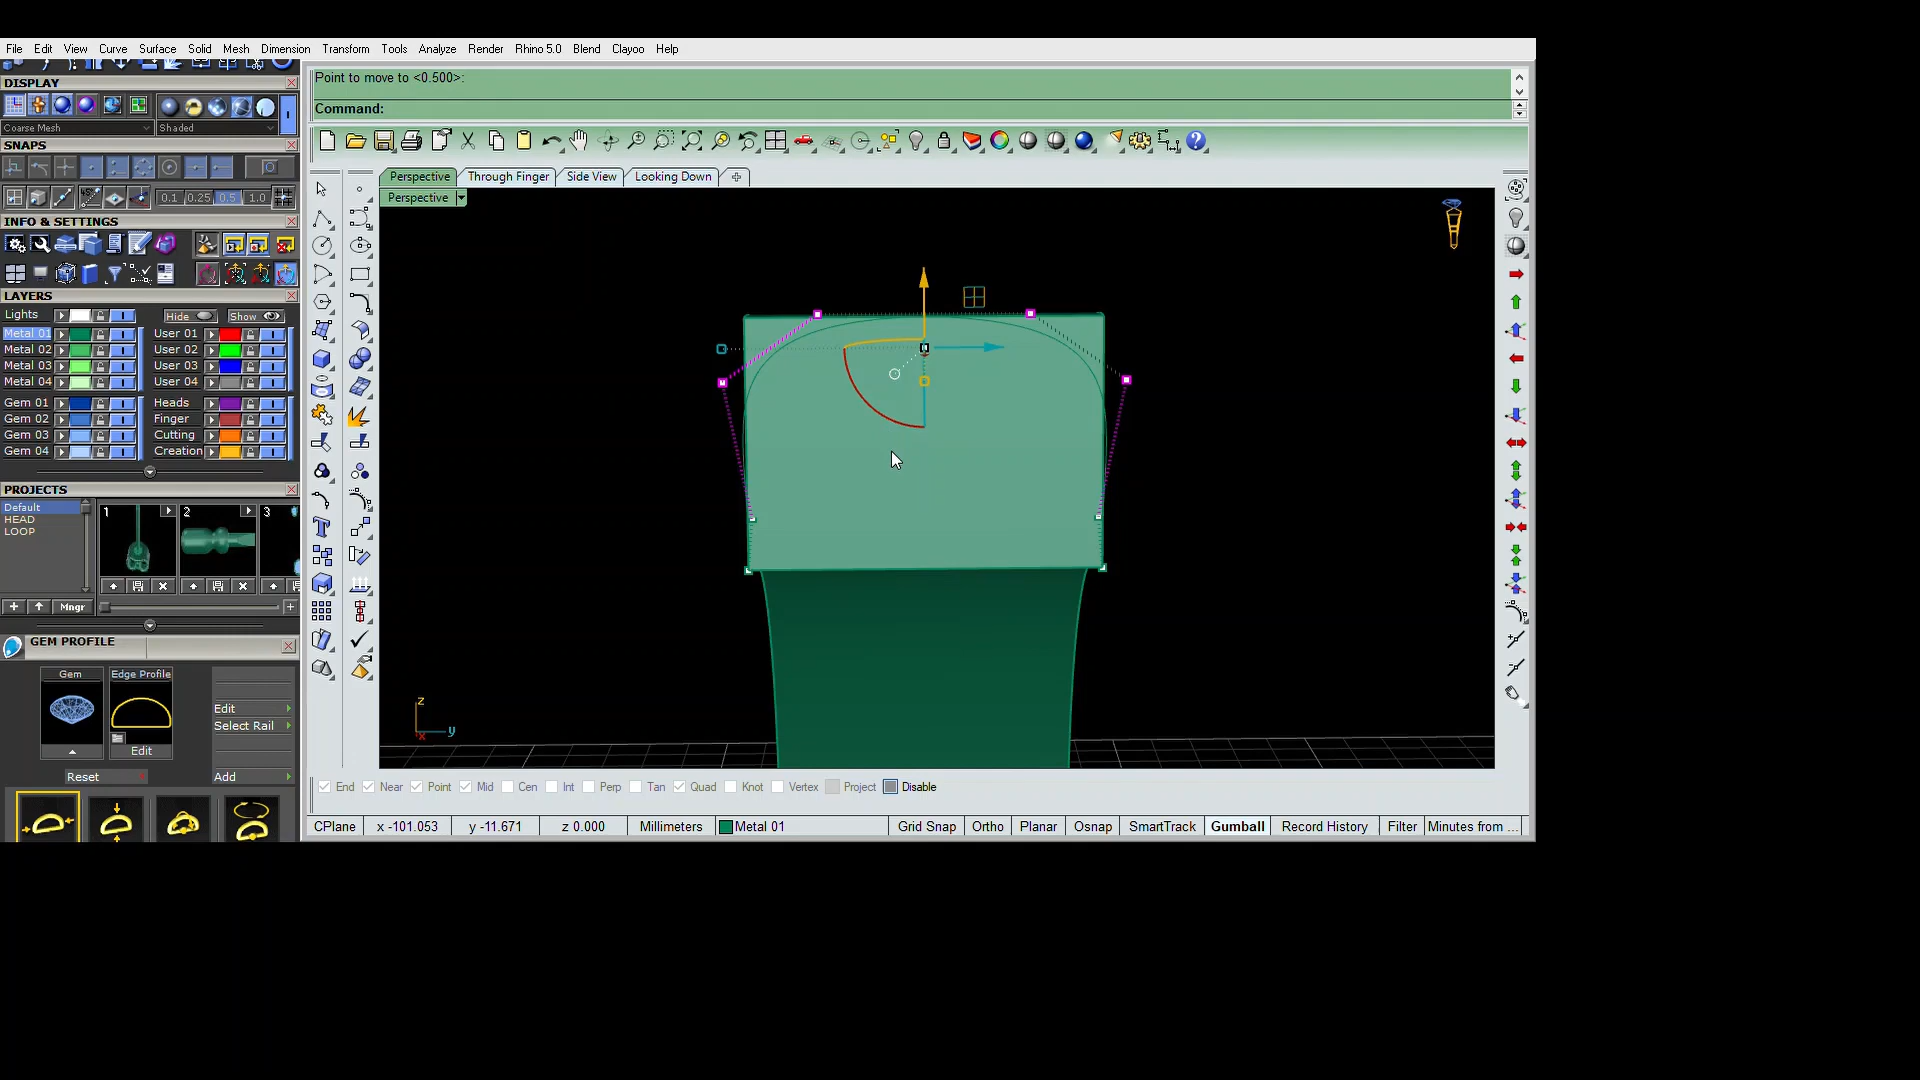 File Edit View Curve Surface Solid Mesh Dimension Transform Tools Analyze Render Rhino 5.0 Blend Clayoo Help
Point to move to <0.500>:
Command:
DISPLAY
Coarse Mesh Shaded
SNAPS
0.1 0.25 0.5 1.0
INFO & SETTINGS
LAYERS
Lights Hide Show
Metal 01 User 01
Metal 02 User 02
Metal 03 User 03
Metal 04 User 04
Gem 01 Heads
Gem 02 Finger
Gem 03 Cutting
Gem 04 Creation
PROJECTS
Default
HEAD
LOOP
1 2 3
Mngr
GEM PROFILE
Gem Edge Profile
Edit
Select Rail
Edit
Reset Add
Perspective Through Finger Side View Looking Down
Perspective
z
x y
End Near Point Mid Cen Int Perp Tan Quad Knot Vertex Project Disable
CPlane x -101.053 y -11.671 z 0.000 Millimeters Metal 01 Grid Snap Ortho Planar Osnap SmartTrack Gumball Record History Filter Minutes from ...